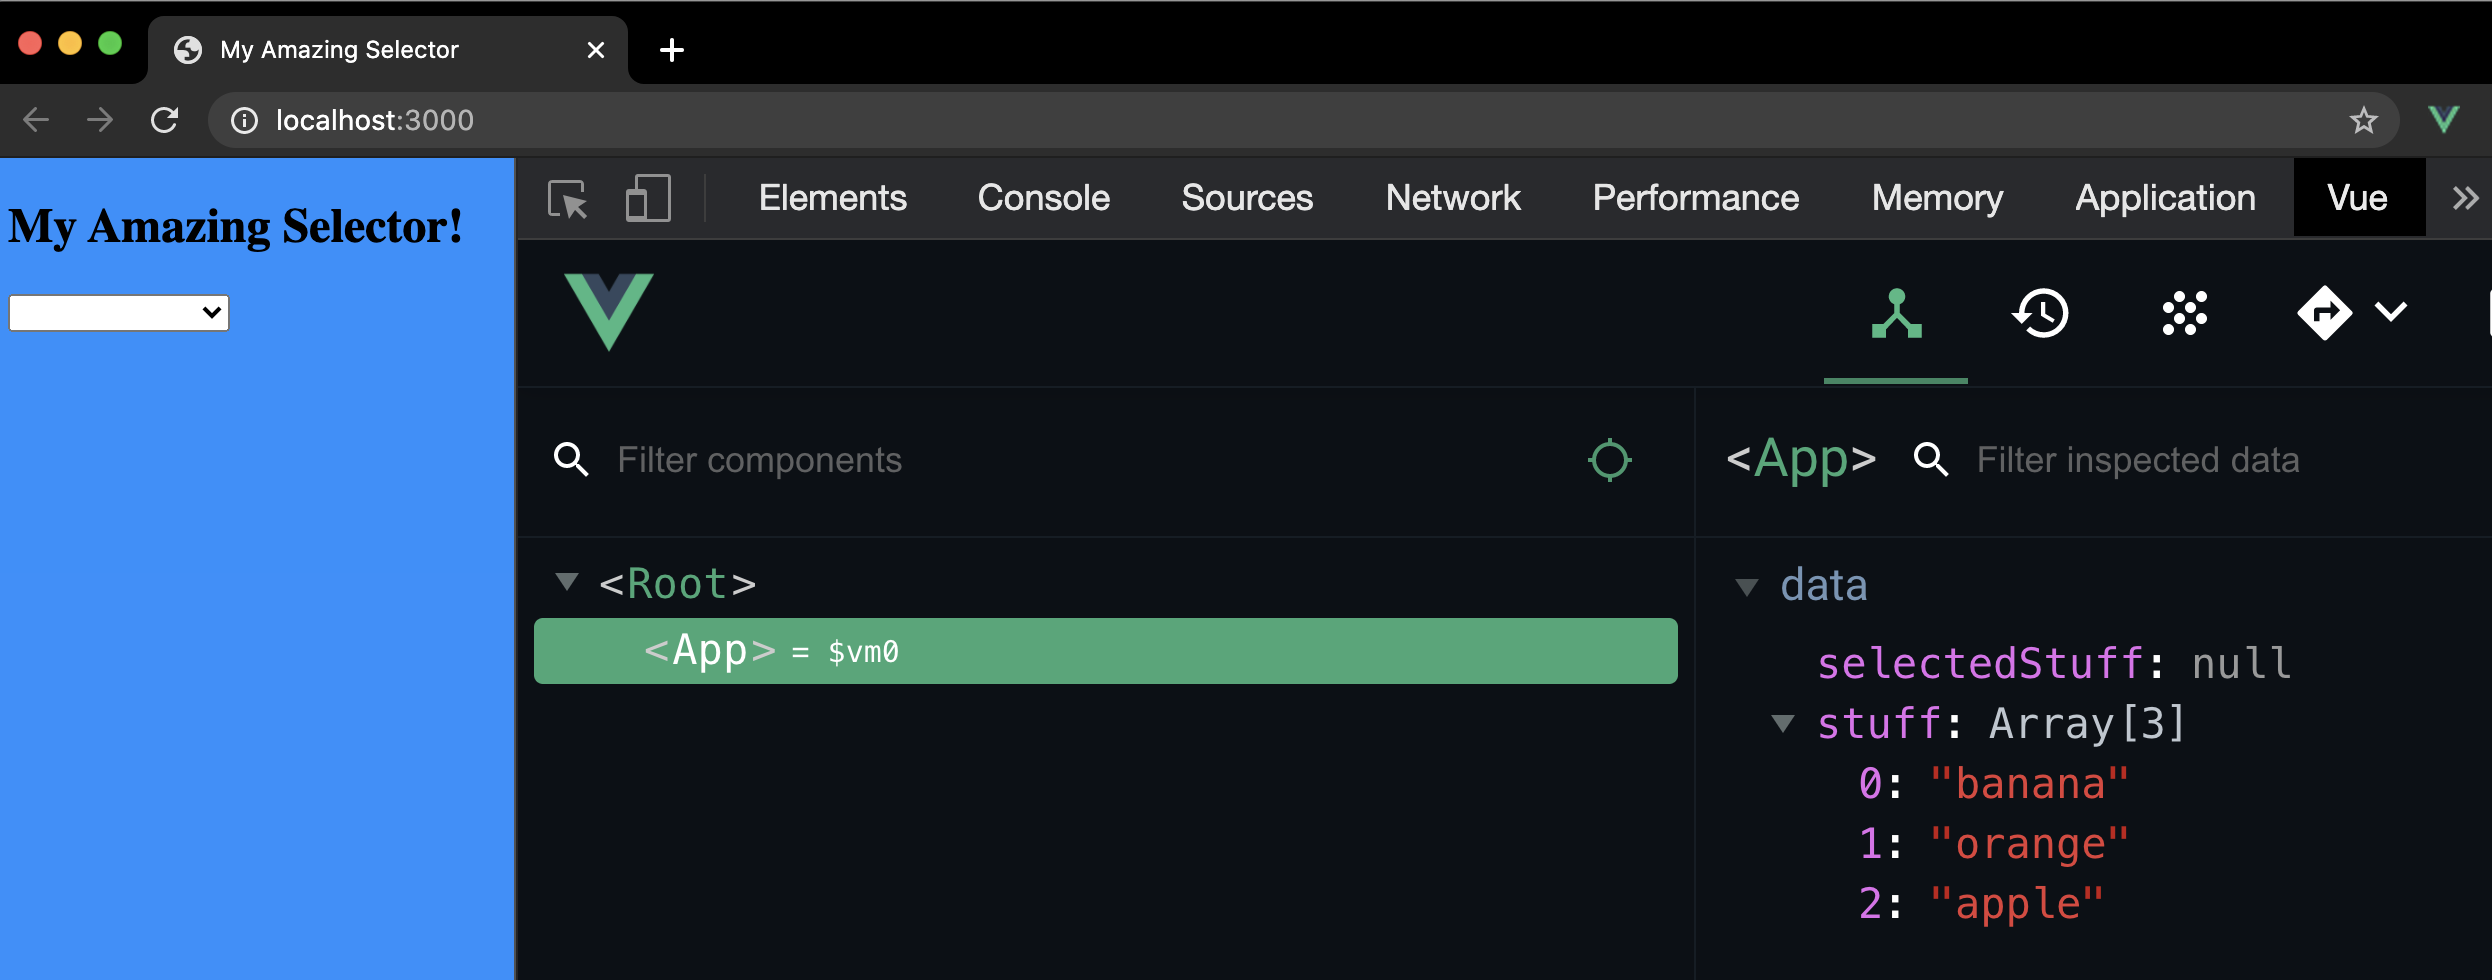 My Amazing Selector
localhost:3000
My Amazing Selector!
Elements Console Sources Network Performance Memory Application Vue
Filter components
<App> Filter inspected data
<Root>
<App> = $vm0
data
selectedStuff: null
stuff: Array[3]
0: "banana"
1: "orange"
2: "apple"